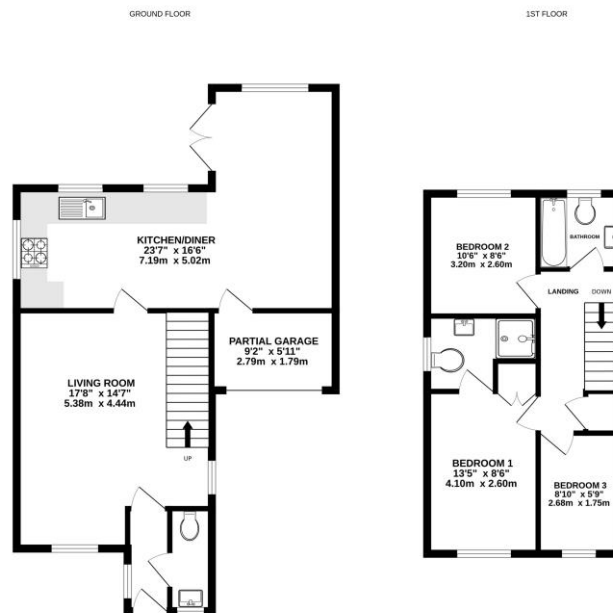 GROUND FLOOR
1ST FLOOR
KITCHEN/DINER
23'7" x 16'6"
7.19m x 5.02m
PARTIAL GARAGE
9'2" x 5'11"
2.79m x 1.79m
LIVING ROOM
17'8" x 14'7"
5.38m x 4.44m
UP
BEDROOM 2
10'6" x 8'6"
3.20m x 2.60m
BATHROOM
LANDING
DOWN
BEDROOM 1
13'5" x 8'6"
4.10m x 2.60m
BEDROOM 3
8'10" x 5'9"
2.68m x 1.75m